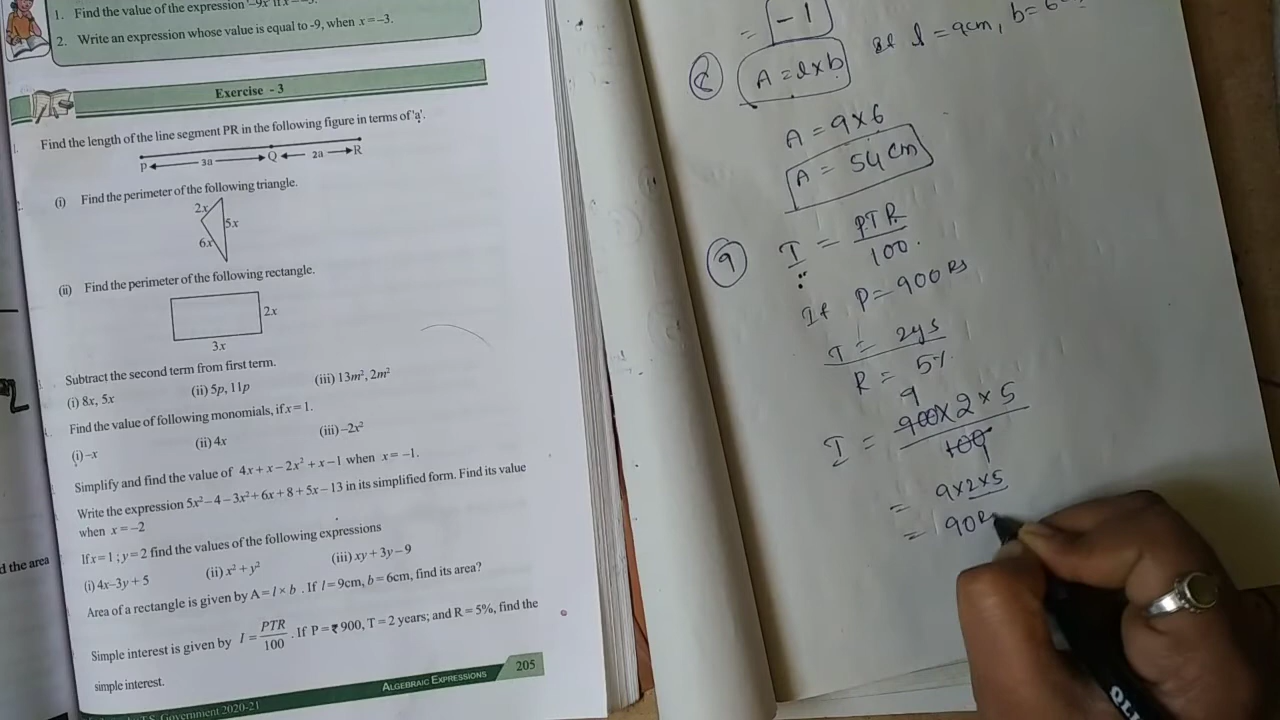 1. Find the value of the expression '–9x' if x = –3.
2. Write an expression whose value is equal to -9, when x = –3.
Exercise - 3
Find the length of the line segment PR in the following figure in terms of 'a'.
P 3a Q 2a R
(i) Find the perimeter of the following triangle.
2x
5x
6x
(ii) Find the perimeter of the following rectangle.
2x
3x
Subtract the second term from first term.
(i) 8x, 5x (ii) 5p, 11p (iii) 13m², 2m²
Find the value of following monomials, if x = 1.
(i) –x (ii) 4x (iii) –2x²
Simplify and find the value of 4x + x – 2x² + x – 1 when x = –1.
Write the expression 5x² – 4 – 3x² + 6x + 8 + 5x – 13 in its simplified form. Find its value
when x = –2
If x = 1 ; y = 2 find the values of the following expressions
(i) 4x–3y + 5 (ii) x² + y² (iii) xy + 3y – 9
Area of a rectangle is given by A = l × b . If l = 9cm, b = 6cm, find its area?
Simple interest is given by I = PTR/100 . If P = ₹ 900, T = 2 years; and R = 5%, find the
simple interest.
Government 2020-21
ALGEBRAIC EXPRESSIONS 205
d the area
= -1
A = l×b l = 9cm, b=6
A = 9×6
A = 54 cm
9 I = PTR/100.
If P = 900 Rs
T = 2ys
R = 5%
9
I = 900×2×5/100
= 9×2×5
= 90Rs